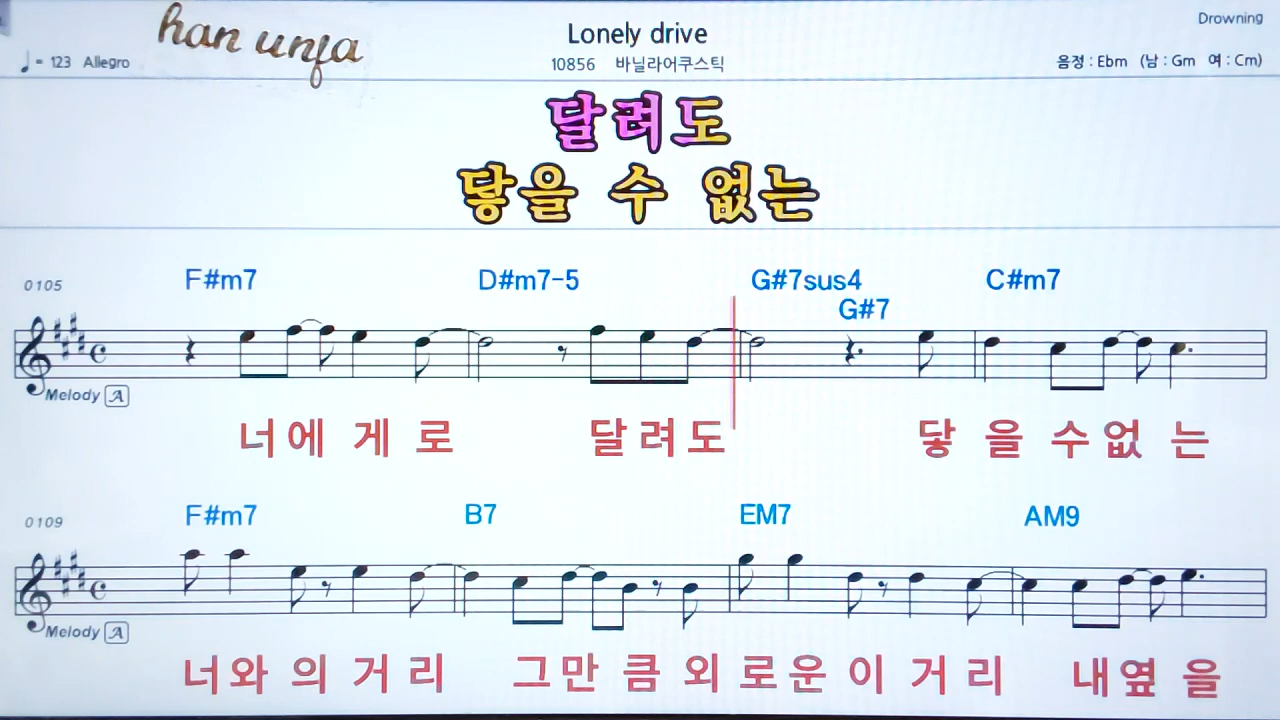 han unfa
Lonely drive
Drowning
♩= 123 Allegro
10856 바닐라어쿠스틱
음정 : Ebm (남 : Gm 여 : Cm)
달려도
닿을 수 없는
0105 F#m7 D#m7-5 G#7sus4 C#m7
G#7
Melody A
너에 게 로 달려도 닿 을 수없 는
0109 F#m7 B7 EM7 AM9
Melody A
너와 의 거 리 그만 큼 외 로운 이 거 리 내옆 을